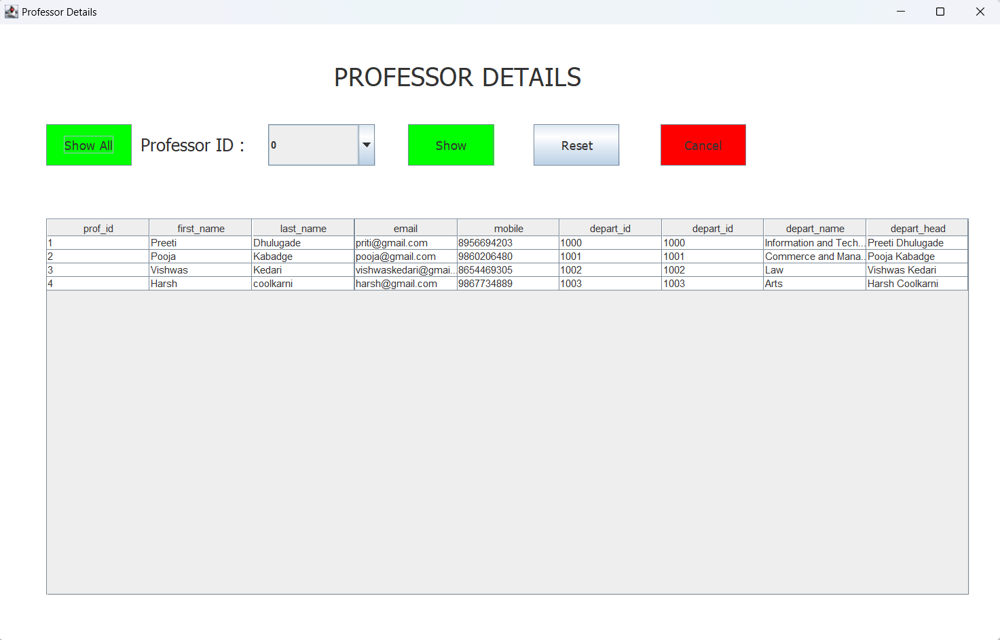 Professor Details
PROFESSOR DETAILS
Show All Professor ID : 0 Show Reset Cancel
prof_id first_name last_name email mobile depart_id depart_id depart_name depart_head
1 Preeti Dhulugade priti@gmail.com 8956694203 1000 1000 Information and Tech... Preeti Dhulugade
2 Pooja Kabadge pooja@gmail.com 9860206480 1001 1001 Commerce and Mana... Pooja Kabadge
3 Vishwas Kedari vishwaskedari@gmai... 8654469305 1002 1002 Law Vishwas Kedari
4 Harsh coolkarni harsh@gmail.com 9867734889 1003 1003 Arts Harsh Coolkarni